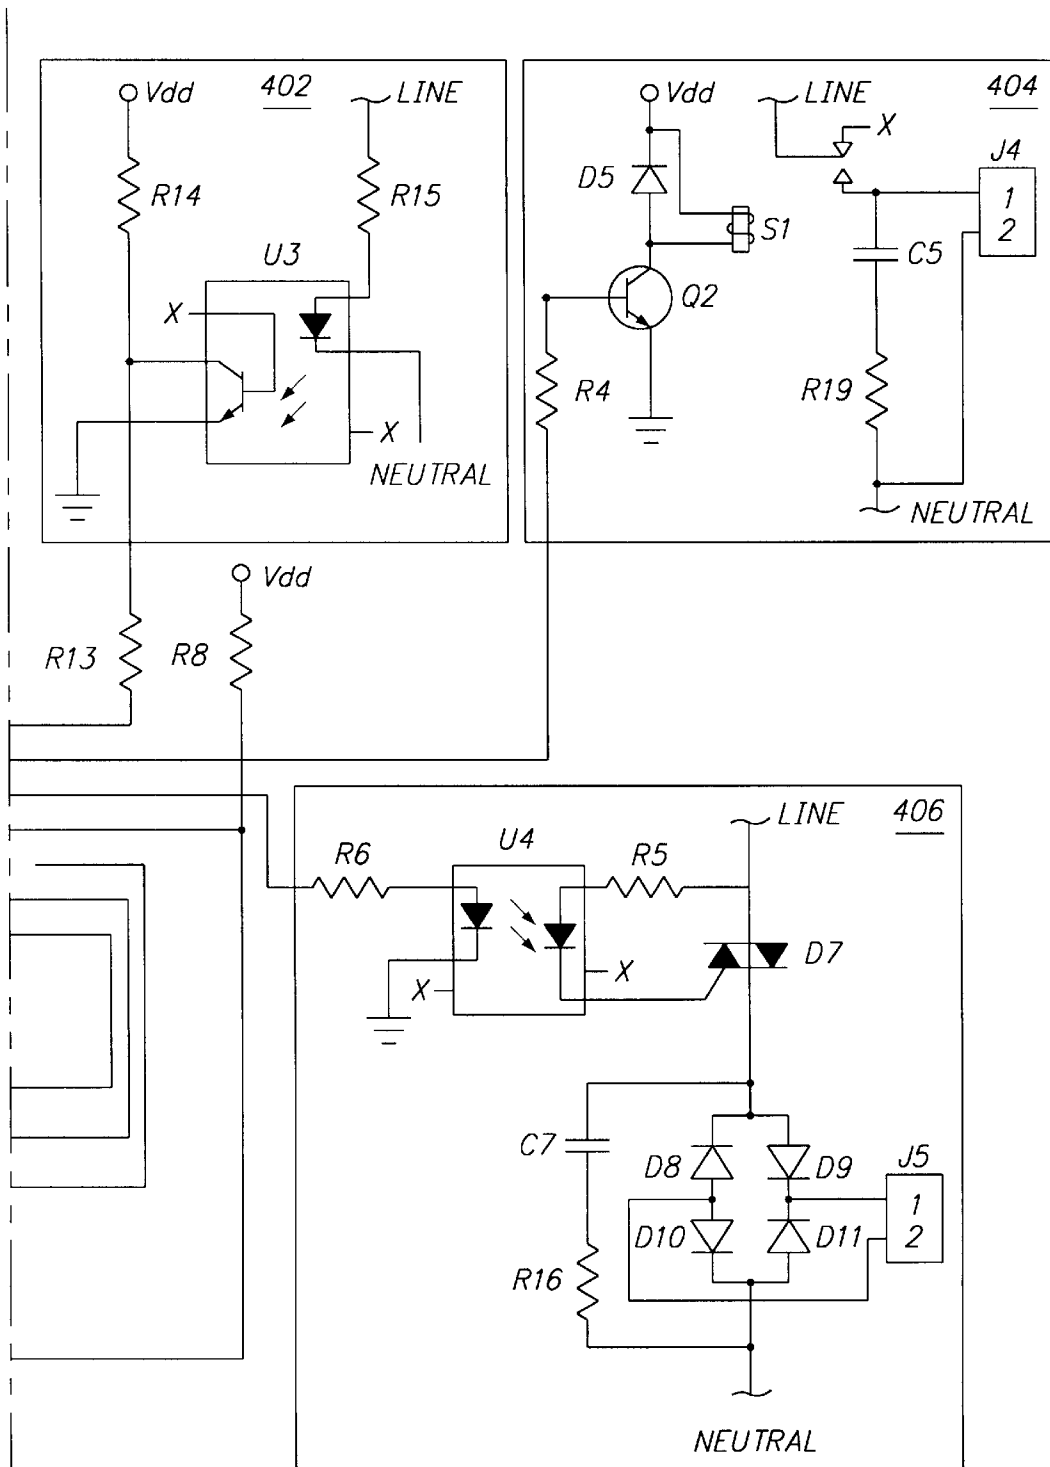 Vdd
402
LINE
R14
R15
U3
X
X
NEUTRAL
Vdd
LINE
404
X
J4
D5
1
2
S1
C5
Q2
R4
R19
NEUTRAL
Vdd
R13
R8
LINE
406
U4
R6
R5
D7
X
X
C7
D8
D9
J5
1
2
D10
D11
R16
NEUTRAL